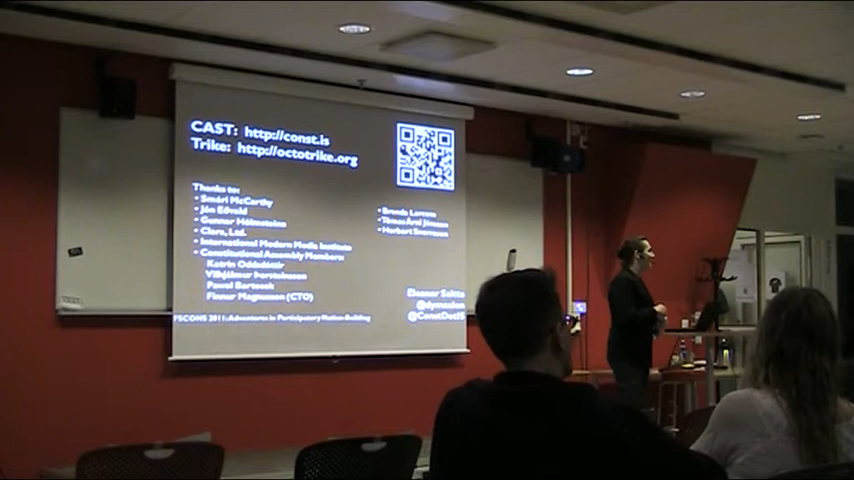 CAST: http://const.is
Trike: http://octotrike.org
Thanks to:
• Smári McCarthy
• Jón Eðvald
• Gunnar Hólmsteinn
• Clara, Ltd.
• International Modern Media Institute
• Constitutional Assembly Members:
Katrín Oddsdóttir
Vilhjálmur Þorsteinsson
Pawel Bartoszek
Finnur Magnusson (CTO)
• Brenda Larcom
• Tómas Árni Jónsson
• Herbert Snorrason
Eleanor Saitta
@dymaxion
@ConstDotIS
FSCONS 2011: Adventures in Participatory Nation-Building